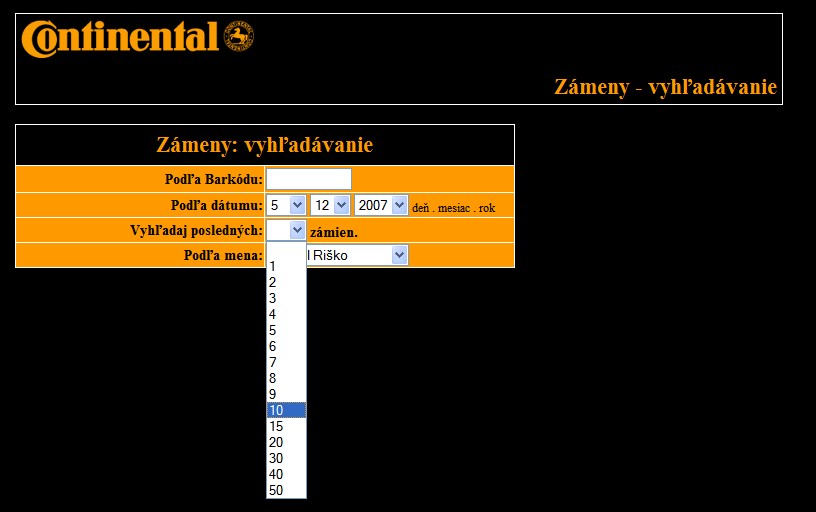 Continental
Zámeny - vyhľadávanie
Zámeny: vyhľadávanie
Podľa Barkódu:
Podľa dátumu: 5 12 2007 deň . mesiac . rok
Vyhľadaj posledných: zámien.
Podľa mena: l Riško
1
2
3
4
5
6
7
8
9
10
15
20
30
40
50